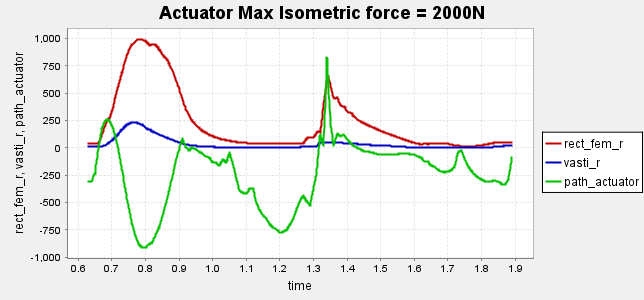 Actuator Max Isometric force = 2000N
rect_fem_r, vasti_r, path_actuator
1,000
750
500
250
0
-250
-500
-750
-1,000
0.6 0.7 0.8 0.9 1.0 1.1 1.2 1.3 1.4 1.5 1.6 1.7 1.8 1.9
time
rect_fem_r
vasti_r
path_actuator